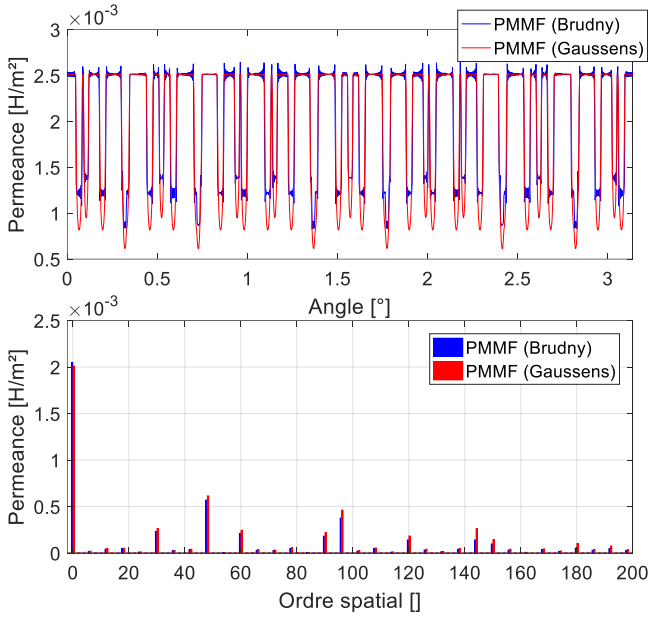 ×10⁻³
PMMF (Brudny)
PMMF (Gaussens)
Permeance [H/m²]
3
2.5
2
1.5
1
0.5
0 0.5 1 1.5 2 2.5 3
Angle [°]
×10⁻³
PMMF (Brudny)
PMMF (Gaussens)
Permeance [H/m²]
2.5
2
1.5
1
0.5
0
0 20 40 60 80 100 120 140 160 180 200
Ordre spatial []